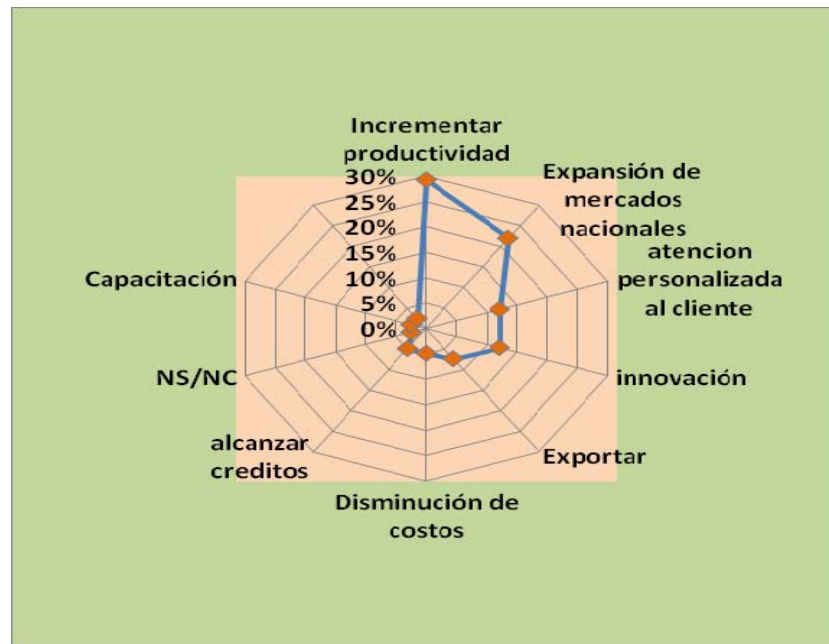 Incrementar
productividad
30%
25%
20%
15%
10%
5%
0%
Expansión de
mercados
nacionales
atencion
personalizada
al cliente
innovación
Exportar
Disminución de
costos
alcanzar
creditos
NS/NC
Capacitación